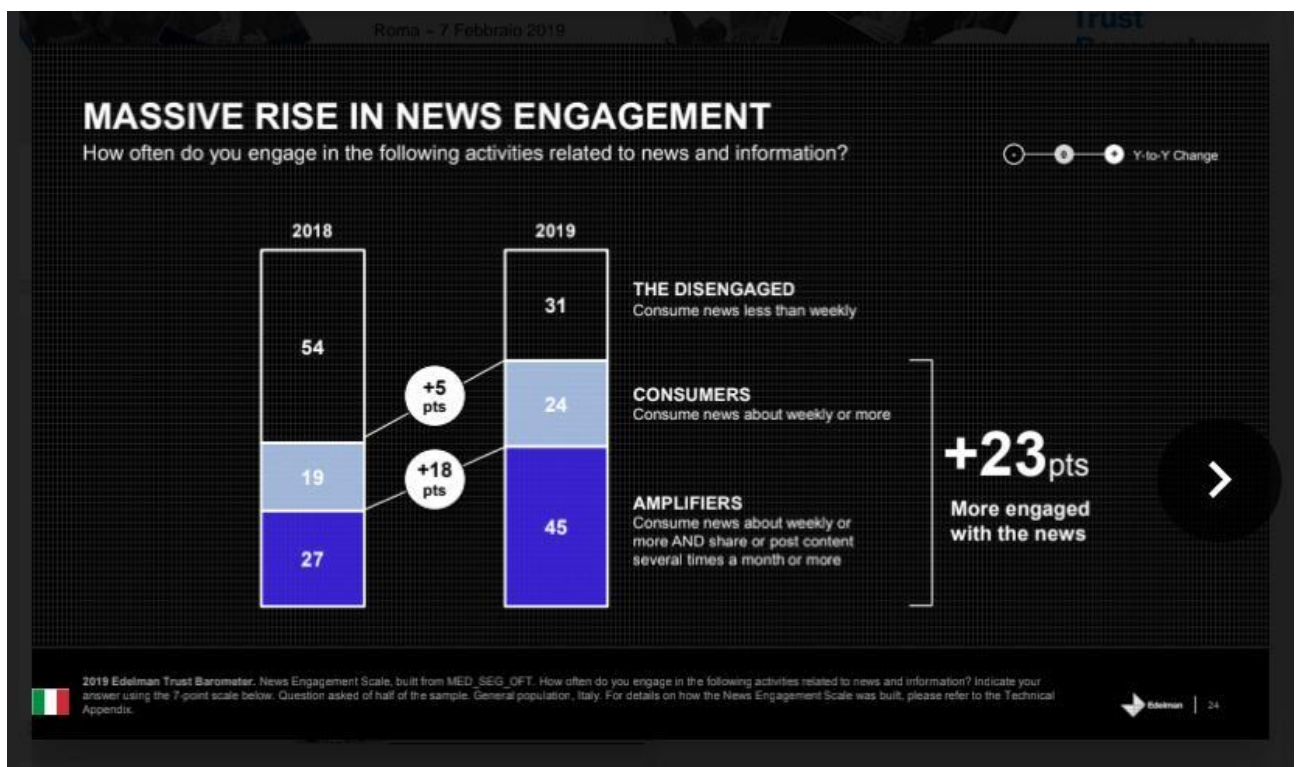 Roma – 7 Febbraio 2019
Trust
MASSIVE RISE IN NEWS ENGAGEMENT
How often do you engage in the following activities related to news and information?
- 0 + Y-to-Y Change
2018
2019
54
19
27
+5
pts
+18
pts
31
24
45
THE DISENGAGED
Consume news less than weekly
CONSUMERS
Consume news about weekly or more
AMPLIFIERS
Consume news about weekly or
more AND share or post content
several times a month or more
+23pts
More engaged
with the news
2019 Edelman Trust Barometer. News Engagement Scale, built from MED_SEG_OFT. How often do you engage in the following activities related to news and information? Indicate your
answer using the 7-point scale below. Question asked of half of the sample. General population, Italy. For details on how the News Engagement Scale was built, please refer to the Technical
Appendix.
Edelman | 24